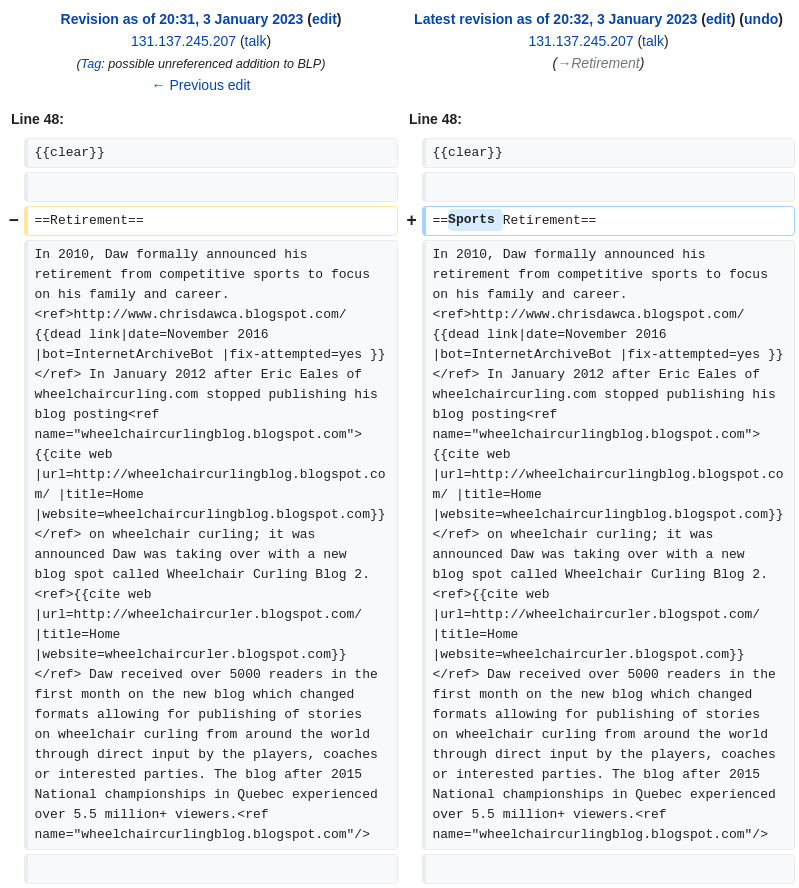 Revision as of 20:31, 3 January 2023 (edit)
131.137.245.207 (talk)
(Tag: possible unreferenced addition to BLP)
← Previous edit
Latest revision as of 20:32, 3 January 2023 (edit) (undo)
131.137.245.207 (talk)
(→Retirement)
Line 48:
{{clear}}
− ==Retirement==
In 2010, Daw formally announced his
retirement from competitive sports to focus
on his family and career.
<ref>http://www.chrisdawca.blogspot.com/
{{dead link|date=November 2016
|bot=InternetArchiveBot |fix-attempted=yes }}
</ref> In January 2012 after Eric Eales of
wheelchaircurling.com stopped publishing his
blog posting<ref
name="wheelchaircurlingblog.blogspot.com">
{{cite web
|url=http://wheelchaircurlingblog.blogspot.co
m/ |title=Home
|website=wheelchaircurlingblog.blogspot.com}}
</ref> on wheelchair curling; it was
announced Daw was taking over with a new
blog spot called Wheelchair Curling Blog 2.
<ref>{{cite web
|url=http://wheelchaircurler.blogspot.com/
|title=Home
|website=wheelchaircurler.blogspot.com}}
</ref> Daw received over 5000 readers in the
first month on the new blog which changed
formats allowing for publishing of stories
on wheelchair curling from around the world
through direct input by the players, coaches
or interested parties. The blog after 2015
National championships in Quebec experienced
over 5.5 million+ viewers.<ref
name="wheelchaircurlingblog.blogspot.com"/>
Line 48:
{{clear}}
+ ==Sports Retirement==
In 2010, Daw formally announced his
retirement from competitive sports to focus
on his family and career.
<ref>http://www.chrisdawca.blogspot.com/
{{dead link|date=November 2016
|bot=InternetArchiveBot |fix-attempted=yes }}
</ref> In January 2012 after Eric Eales of
wheelchaircurling.com stopped publishing his
blog posting<ref
name="wheelchaircurlingblog.blogspot.com">
{{cite web
|url=http://wheelchaircurlingblog.blogspot.co
m/ |title=Home
|website=wheelchaircurlingblog.blogspot.com}}
</ref> on wheelchair curling; it was
announced Daw was taking over with a new
blog spot called Wheelchair Curling Blog 2.
<ref>{{cite web
|url=http://wheelchaircurler.blogspot.com/
|title=Home
|website=wheelchaircurler.blogspot.com}}
</ref> Daw received over 5000 readers in the
first month on the new blog which changed
formats allowing for publishing of stories
on wheelchair curling from around the world
through direct input by the players, coaches
or interested parties. The blog after 2015
National championships in Quebec experienced
over 5.5 million+ viewers.<ref
name="wheelchaircurlingblog.blogspot.com"/>